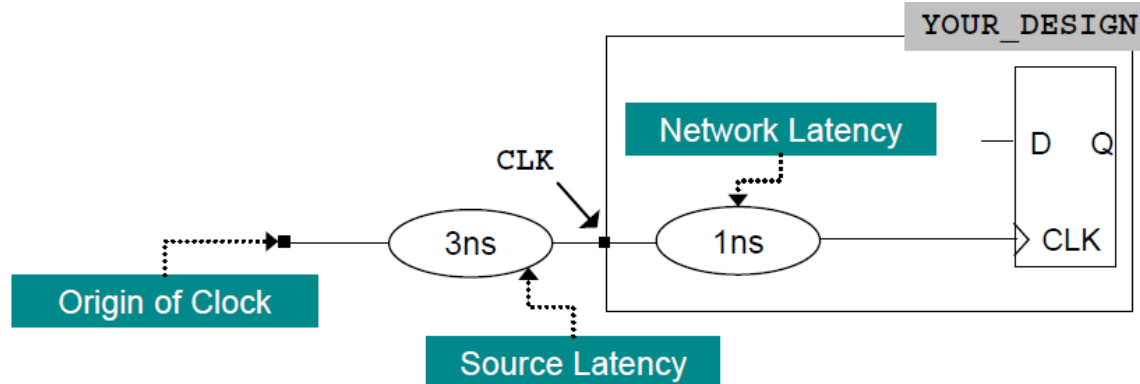 YOUR_DESIGN
Network Latency
CLK
D Q
3ns
1ns
CLK
Origin of Clock
Source Latency